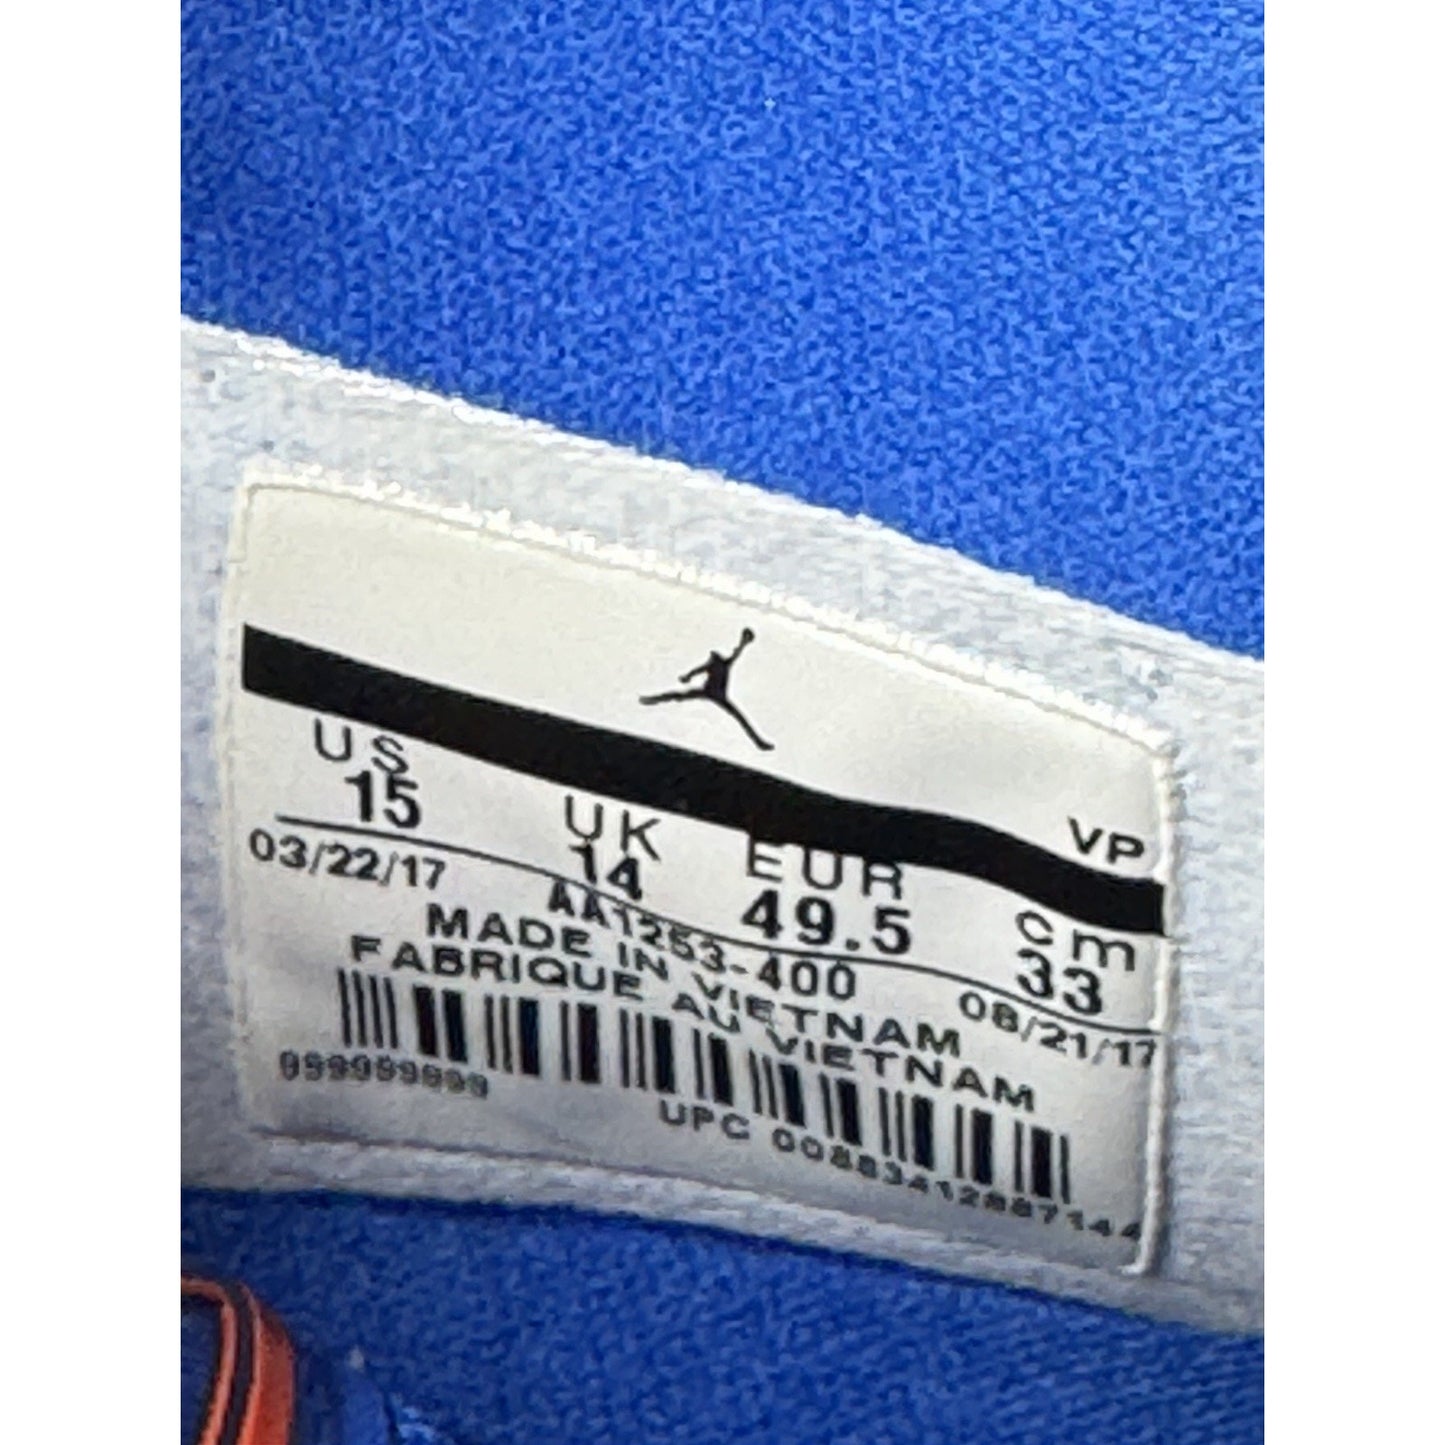 VP
US UK EUR cm
15 14 49.5 33
03/22/17 AA1253-400 08/21/17
MADE IN VIETNAM
FABRIQUE AU VIETNAM
UPC 00883412887144